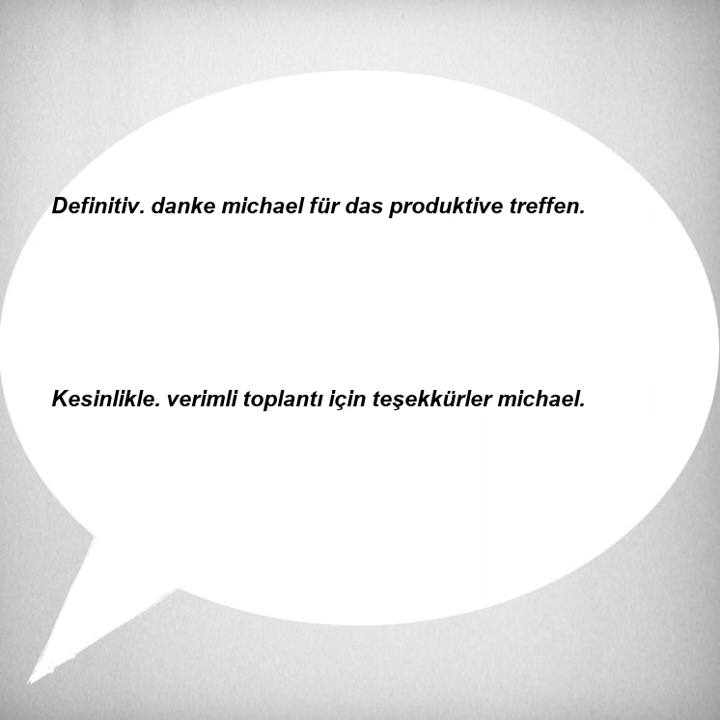 Definitiv. danke michael für das produktive treffen.
Kesinlikle. verimli toplantı için teşekkürler michael.